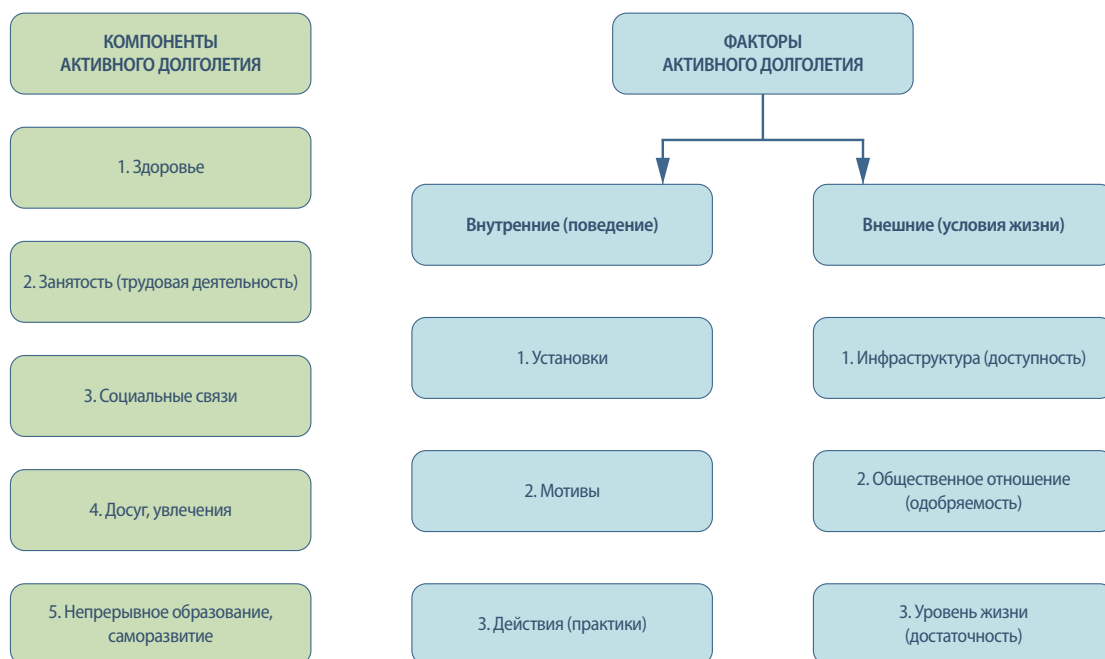 КОМПОНЕНТЫ
АКТИВНОГО ДОЛГОЛЕТИЯ
1. Здоровье
2. Занятость (трудовая деятельность)
3. Социальные связи
4. Досуг, увлечения
5. Непрерывное образование,
саморазвитие
ФАКТОРЫ
АКТИВНОГО ДОЛГОЛЕТИЯ
Внутренние (поведение)
1. Установки
2. Мотивы
3. Действия (практики)
Внешние (условия жизни)
1. Инфраструктура (доступность)
2. Общественное отношение
(одобряемость)
3. Уровень жизни
(достаточность)